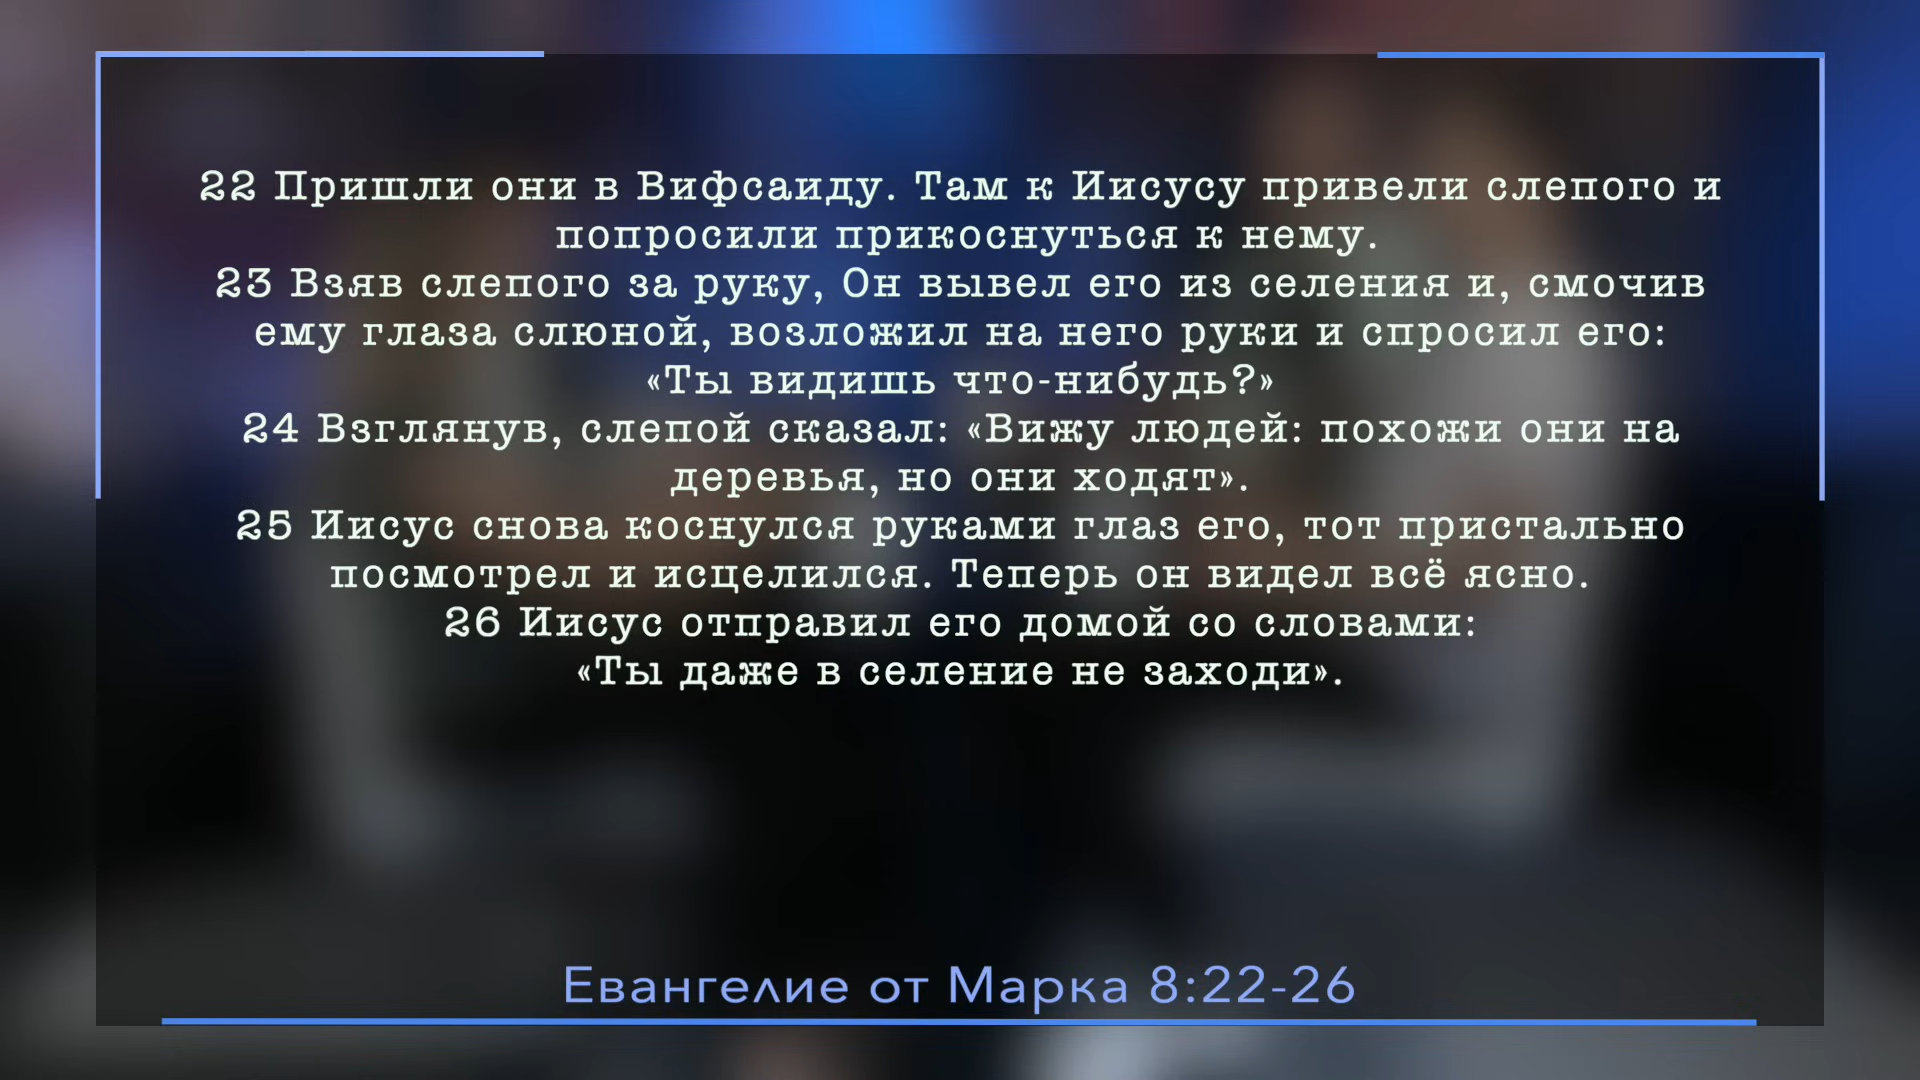 22 Пришли они в Вифсаиду. Там к Иисусу привели слепого и
попросили прикоснуться к нему.
23 Взяв слепого за руку, Он вывел его из селения и, смочив
ему глаза слюной, возложил на него руки и спросил его:
«Ты видишь что-нибудь?»
24 Взглянув, слепой сказал: «Вижу людей: похожи они на
деревья, но они ходят».
25 Иисус снова коснулся руками глаз его, тот пристально
посмотрел и исцелился. Теперь он видел всё ясно.
26 Иисус отправил его домой со словами:
«Ты даже в селение не заходи».
Евангелие от Марка 8:22-26